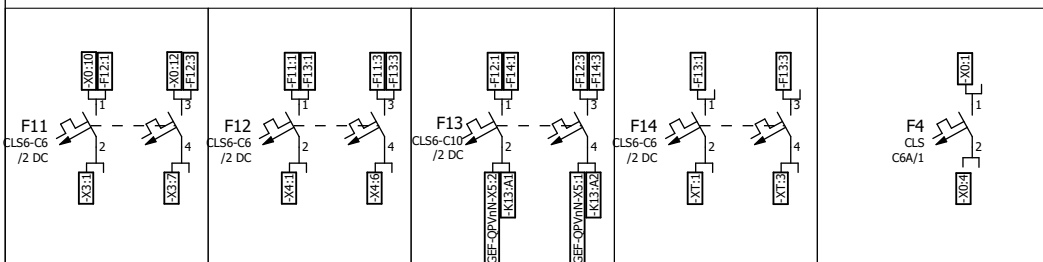 -X0:10
-F12:1
-X0:12
-F12:3
1
3
F11
CLS6-C6
/2 DC
2
4
-X3:1
-X3:7
-F11:1
-F13:1
-F11:3
-F13:3
1
3
F12
CLS6-C6
/2 DC
2
4
-X4:1
-X4:6
-F12:1
-F14:1
-F12:3
-F14:3
1
3
F13
CLS6-C10
/2 DC
2
4
GEF-QPVnN-X5:2
-K13:A1
GEF-QPVnN-X5:1
-K13:A2
-F13:1
-F13:3
1
3
F14
CLS6-C6
/2 DC
2
4
-XT:1
-XT:3
-X0:1
1
F4
CLS
C6A/1
2
-X0:4